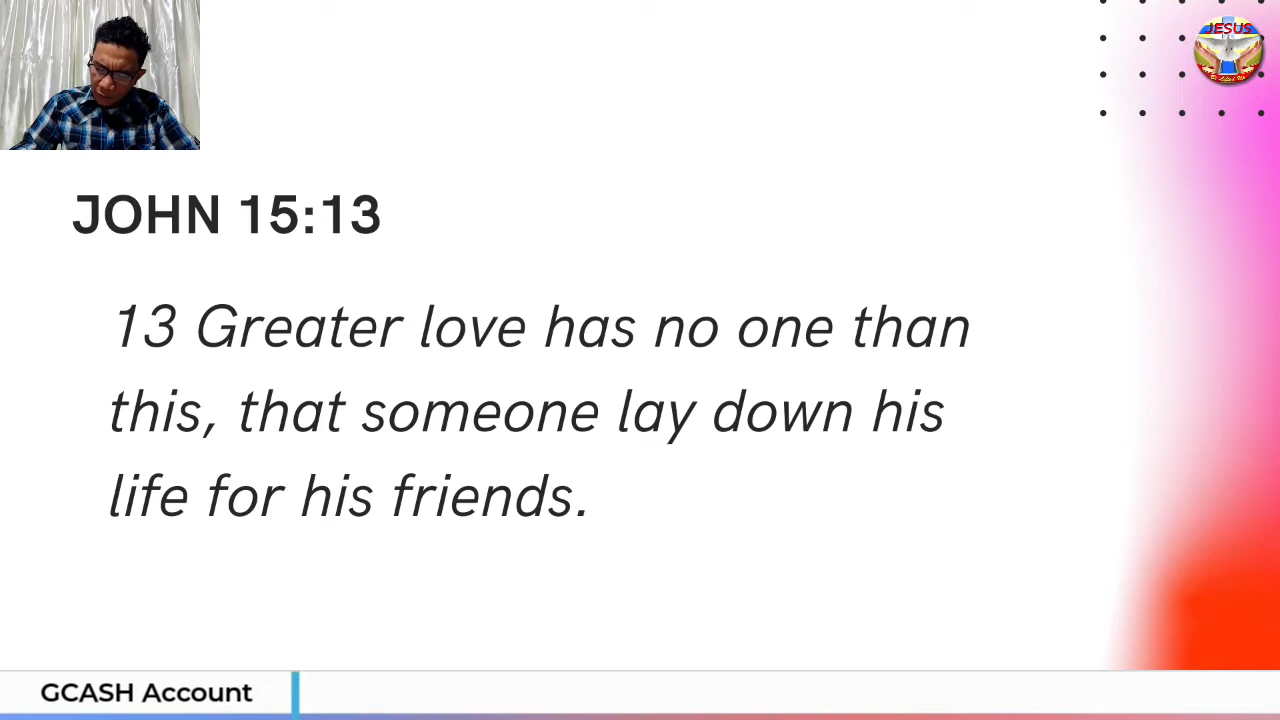 JESUS
JOHN 15:13
13 Greater love has no one than
this, that someone lay down his
life for his friends.
GCASH Account